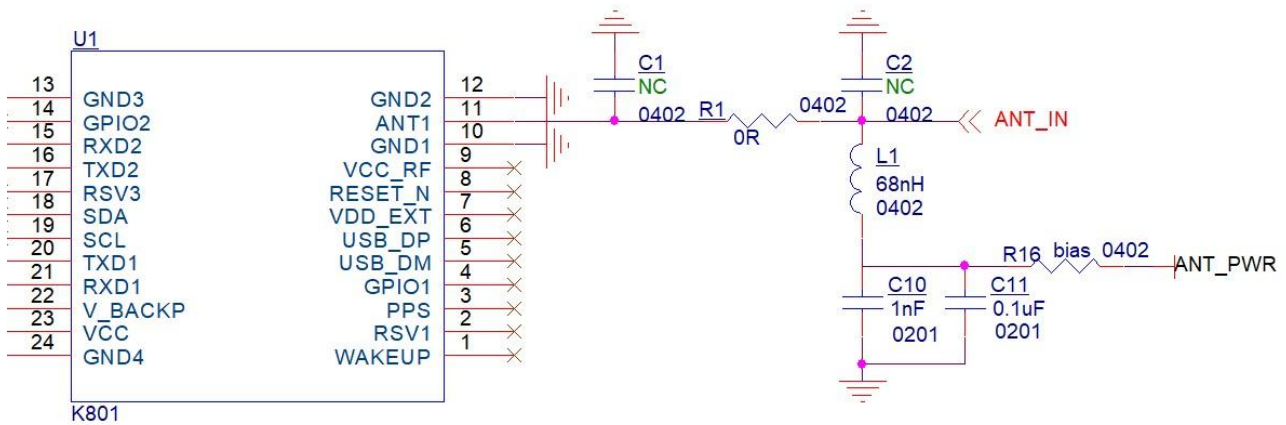 U1
13
14
15
16
17
18
19
20
21
22
23
24
GND3
GPIO2
RXD2
TXD2
RSV3
SDA
SCL
TXD1
RXD1
V_BACKP
VCC
GND4
GND2
ANT1
GND1
VCC_RF
RESET_N
VDD_EXT
USB_DP
USB_DM
GPIO1
PPS
RSV1
WAKEUP
12
11
10
9
8
7
6
5
4
3
2
1
K801
C1
NC
0402
R1
0R
0402
C2
NC
0402
ANT_IN
L1
68nH
0402
R16 bias 0402
ANT_PWR
C10
1nF
0201
C11
0.1uF
0201